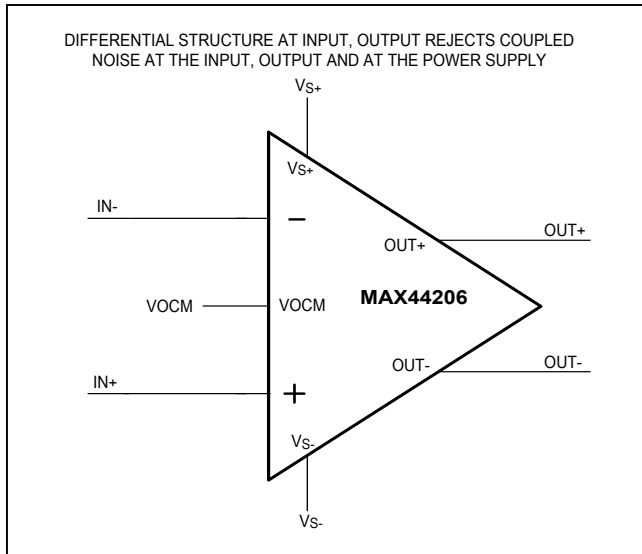 DIFFERENTIAL STRUCTURE AT INPUT, OUTPUT REJECTS COUPLED
NOISE AT THE INPUT, OUTPUT AND AT THE POWER SUPPLY
VS+
VS+
IN-
−
OUT+
OUT+
VOCM
VOCM
MAX44206
IN+
+
OUT-
OUT-
VS-
VS-